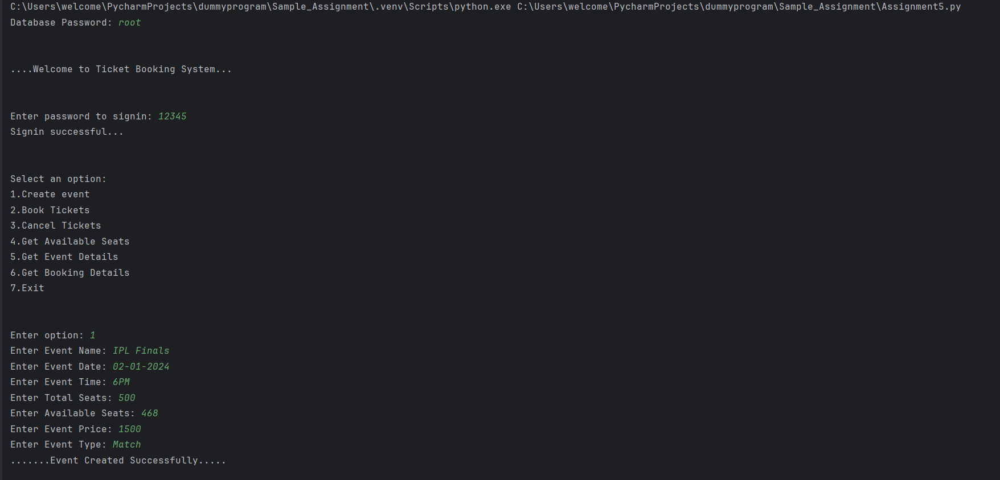 C:\Users\welcome\PycharmProjects\dummyprogram\Sample_Assignment\.venv\Scripts\python.exe C:\Users\welcome\PycharmProjects\dummyprogram\Sample_Assignment\Assignment5.py
Database Password: root
....Welcome to Ticket Booking System...
Enter password to signin: 12345
Signin successful...
Select an option:
1.Create event
2.Book Tickets
3.Cancel Tickets
4.Get Available Seats
5.Get Event Details
6.Get Booking Details
7.Exit
Enter option: 1
Enter Event Name: IPL Finals
Enter Event Date: 02-01-2024
Enter Event Time: 6PM
Enter Total Seats: 500
Enter Available Seats: 468
Enter Event Price: 1500
Enter Event Type: Match
.......Event Created Successfully.....